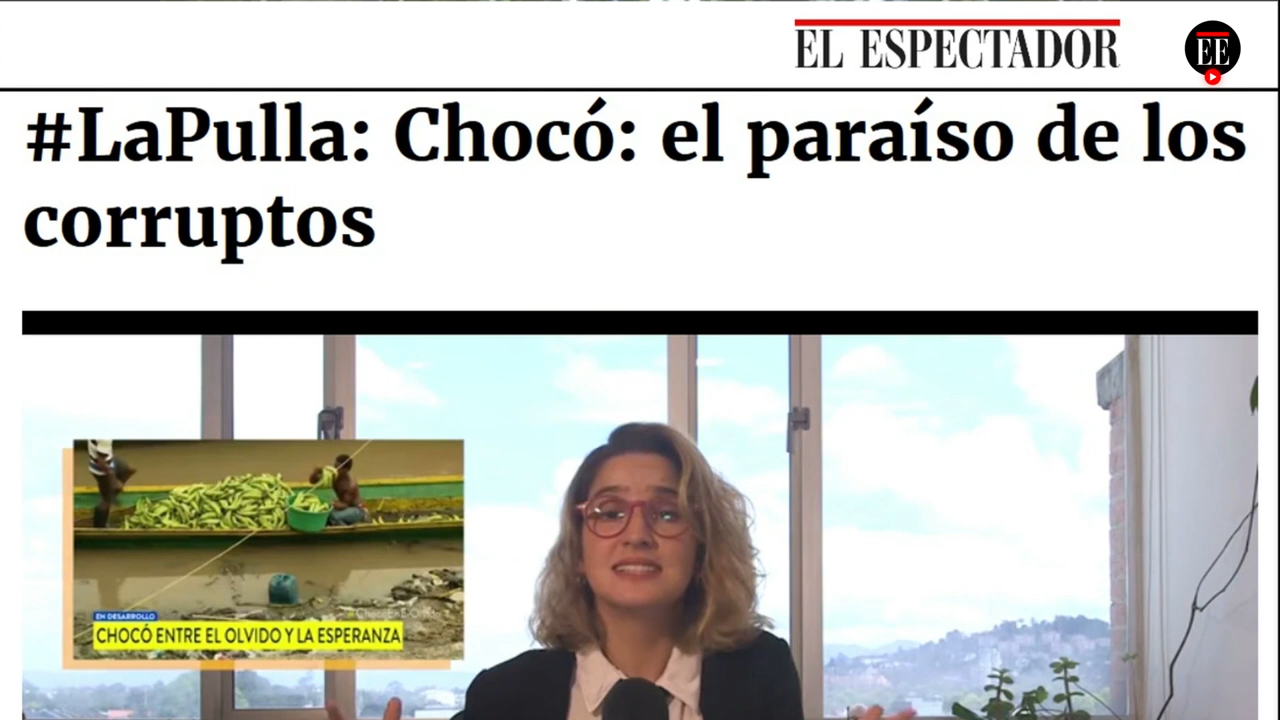 EL ESPECTADOR
EE
#LaPulla: Chocó: el paraíso de los
corruptos
EN DESARROLLO
CHOCÓ ENTRE EL OLVIDO Y LA ESPERANZA